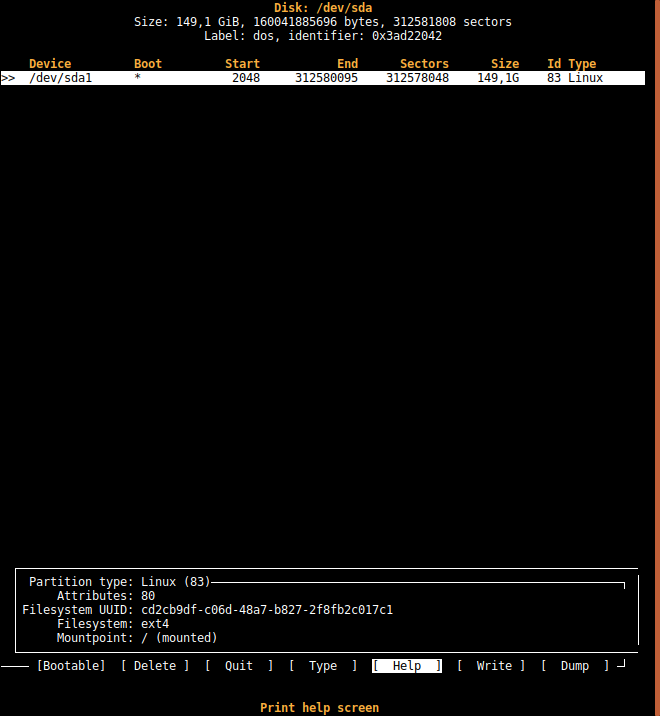 Disk: /dev/sda
Size: 149,1 GiB, 160041885696 bytes, 312581808 sectors
Label: dos, identifier: 0x3ad22042
Device Boot Start End Sectors Size Id Type
>> /dev/sda1 * 2048 312580095 312578048 149,1G 83 Linux
Partition type: Linux (83)
Attributes: 80
Filesystem UUID: cd2cb9df-c06d-48a7-b827-2f8fb2c017c1
Filesystem: ext4
Mountpoint: / (mounted)
[Bootable] [ Delete ] [ Quit ] [ Type ] [ Help ] [ Write ] [ Dump ]
Print help screen